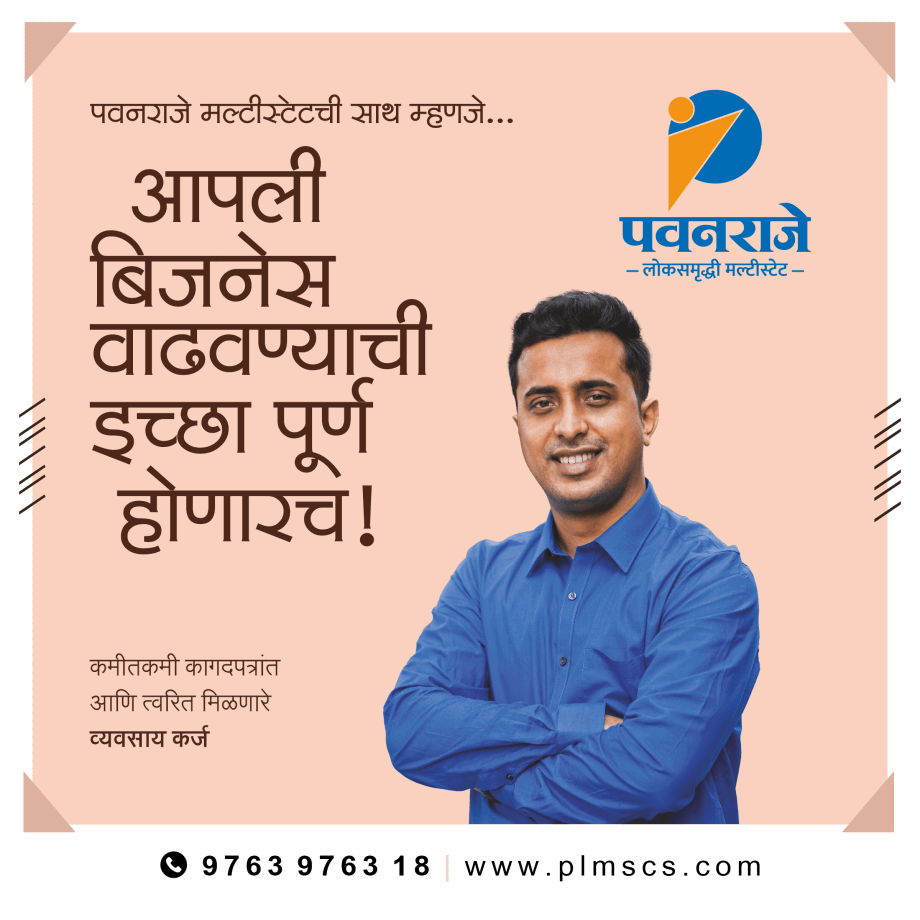 पवनराजे मल्टीस्टेटची साथ म्हणजे...
आपली
बिजनेस
वाढवण्याची
इच्छा पूर्ण
होणारच!
पवनराजे
– लोकसमृद्धी मल्टीस्टेट –
कमीतकमी कागदपत्रांत
आणि त्वरित मिळणारे
व्यवसाय कर्ज
9763 9763 18 | www.plmscs.com